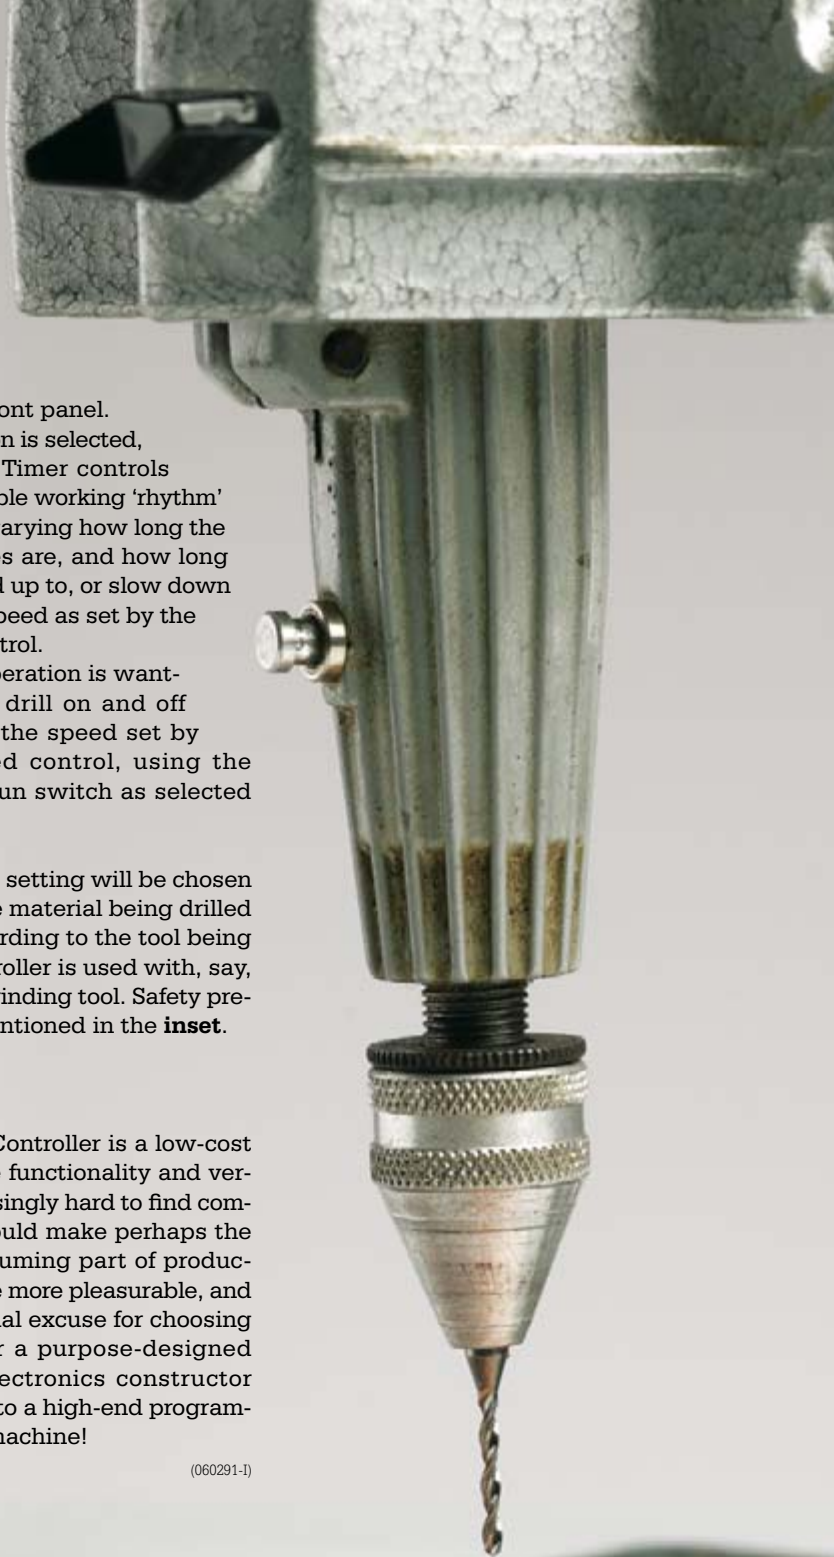 ont panel.
n is selected,
Timer controls
ble working ‘rhythm’
arying how long the
s are, and how long
d up to, or slow down
peed as set by the
trol.
peration is want-
drill on and off
the speed set by
ed control, using the
un switch as selected
setting will be chosen
e material being drilled
rding to the tool being
roller is used with, say,
inding tool. Safety pre-
ntioned in the inset.
Controller is a low-cost
e functionality and ver-
singly hard to find com-
ould make perhaps the
uming part of produc-
e more pleasurable, and
al excuse for choosing
r a purpose-designed
lectronics constructor
to a high-end program-
machine!
(060291-I)